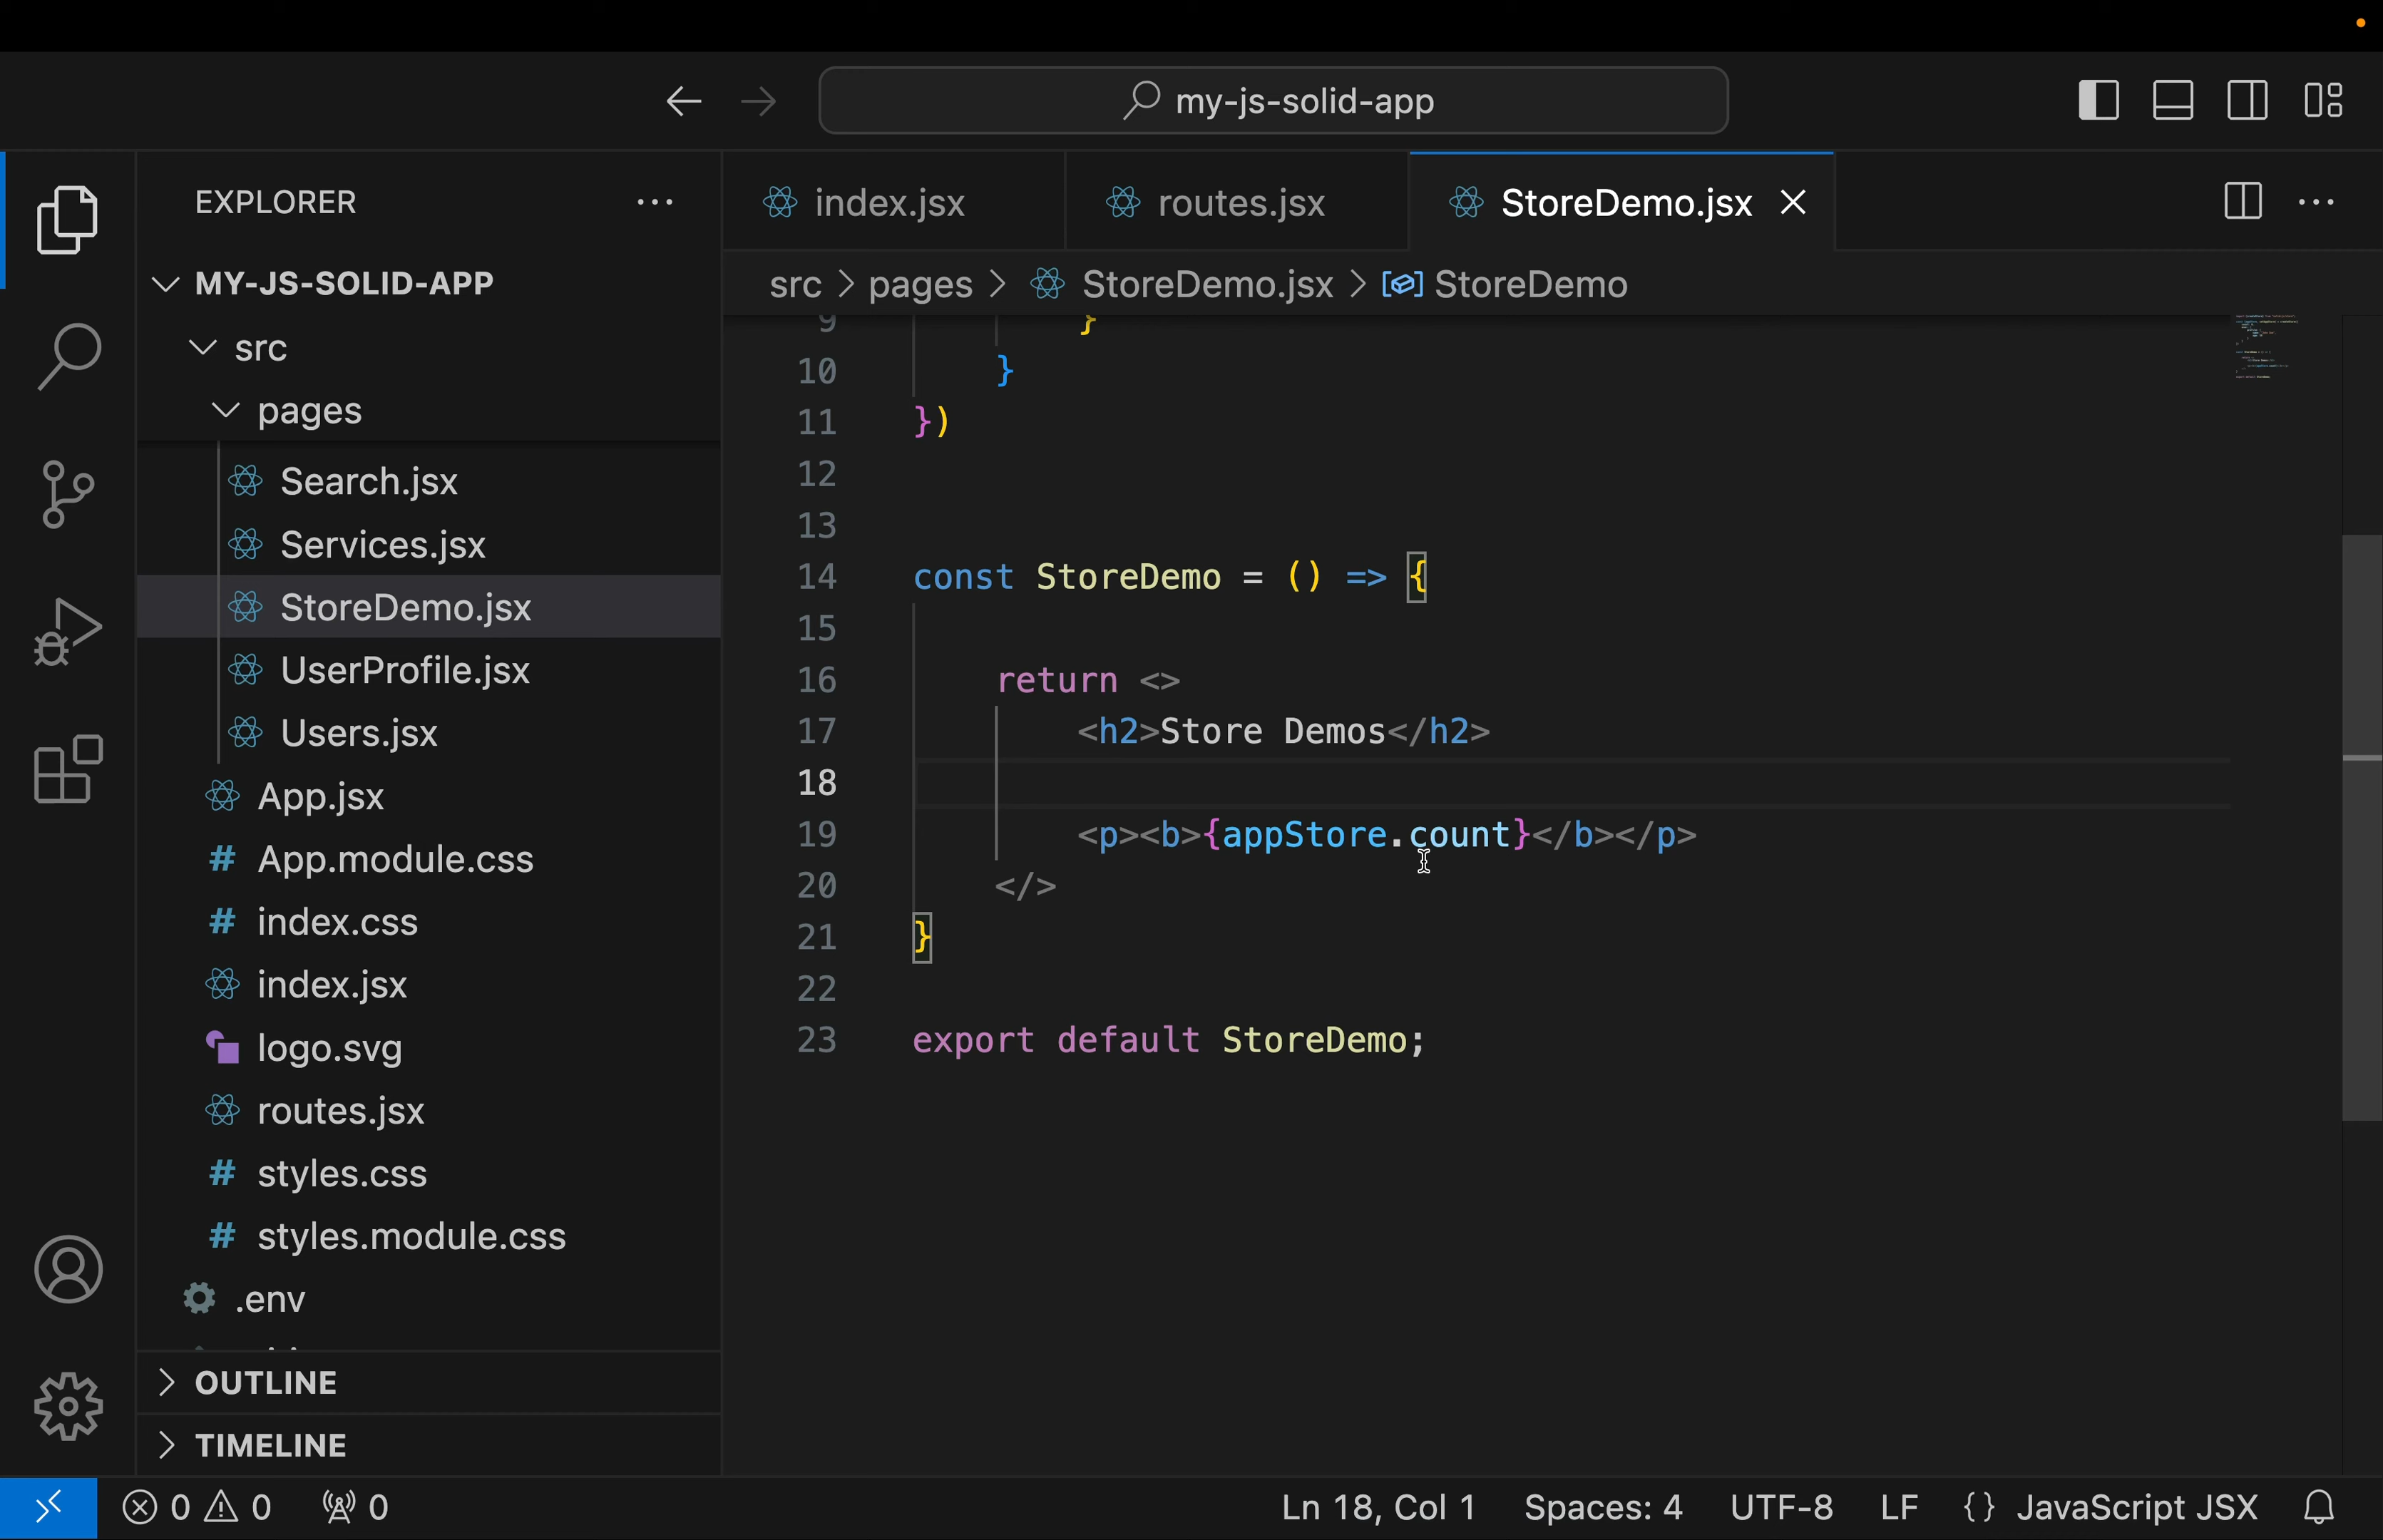 my-js-solid-app
EXPLORER
MY-JS-SOLID-APP
src
pages
Search.jsx
Services.jsx
StoreDemo.jsx
UserProfile.jsx
Users.jsx
App.jsx
# App.module.css
# index.css
index.jsx
logo.svg
routes.jsx
# styles.css
# styles.module.css
.env
OUTLINE
TIMELINE
index.jsx
routes.jsx
StoreDemo.jsx
src > pages > StoreDemo.jsx > StoreDemo
9 }
10 }
11 })
12
13
14 const StoreDemo = () => {
15
16 return <>
17 <h2>Store Demos</h2>
18
19 <p><b>{appStore.count}</b></p>
20 </>
21 }
22
23 export default StoreDemo;
0 0 0
Ln 18, Col 1 Spaces: 4 UTF-8 LF {} JavaScript JSX